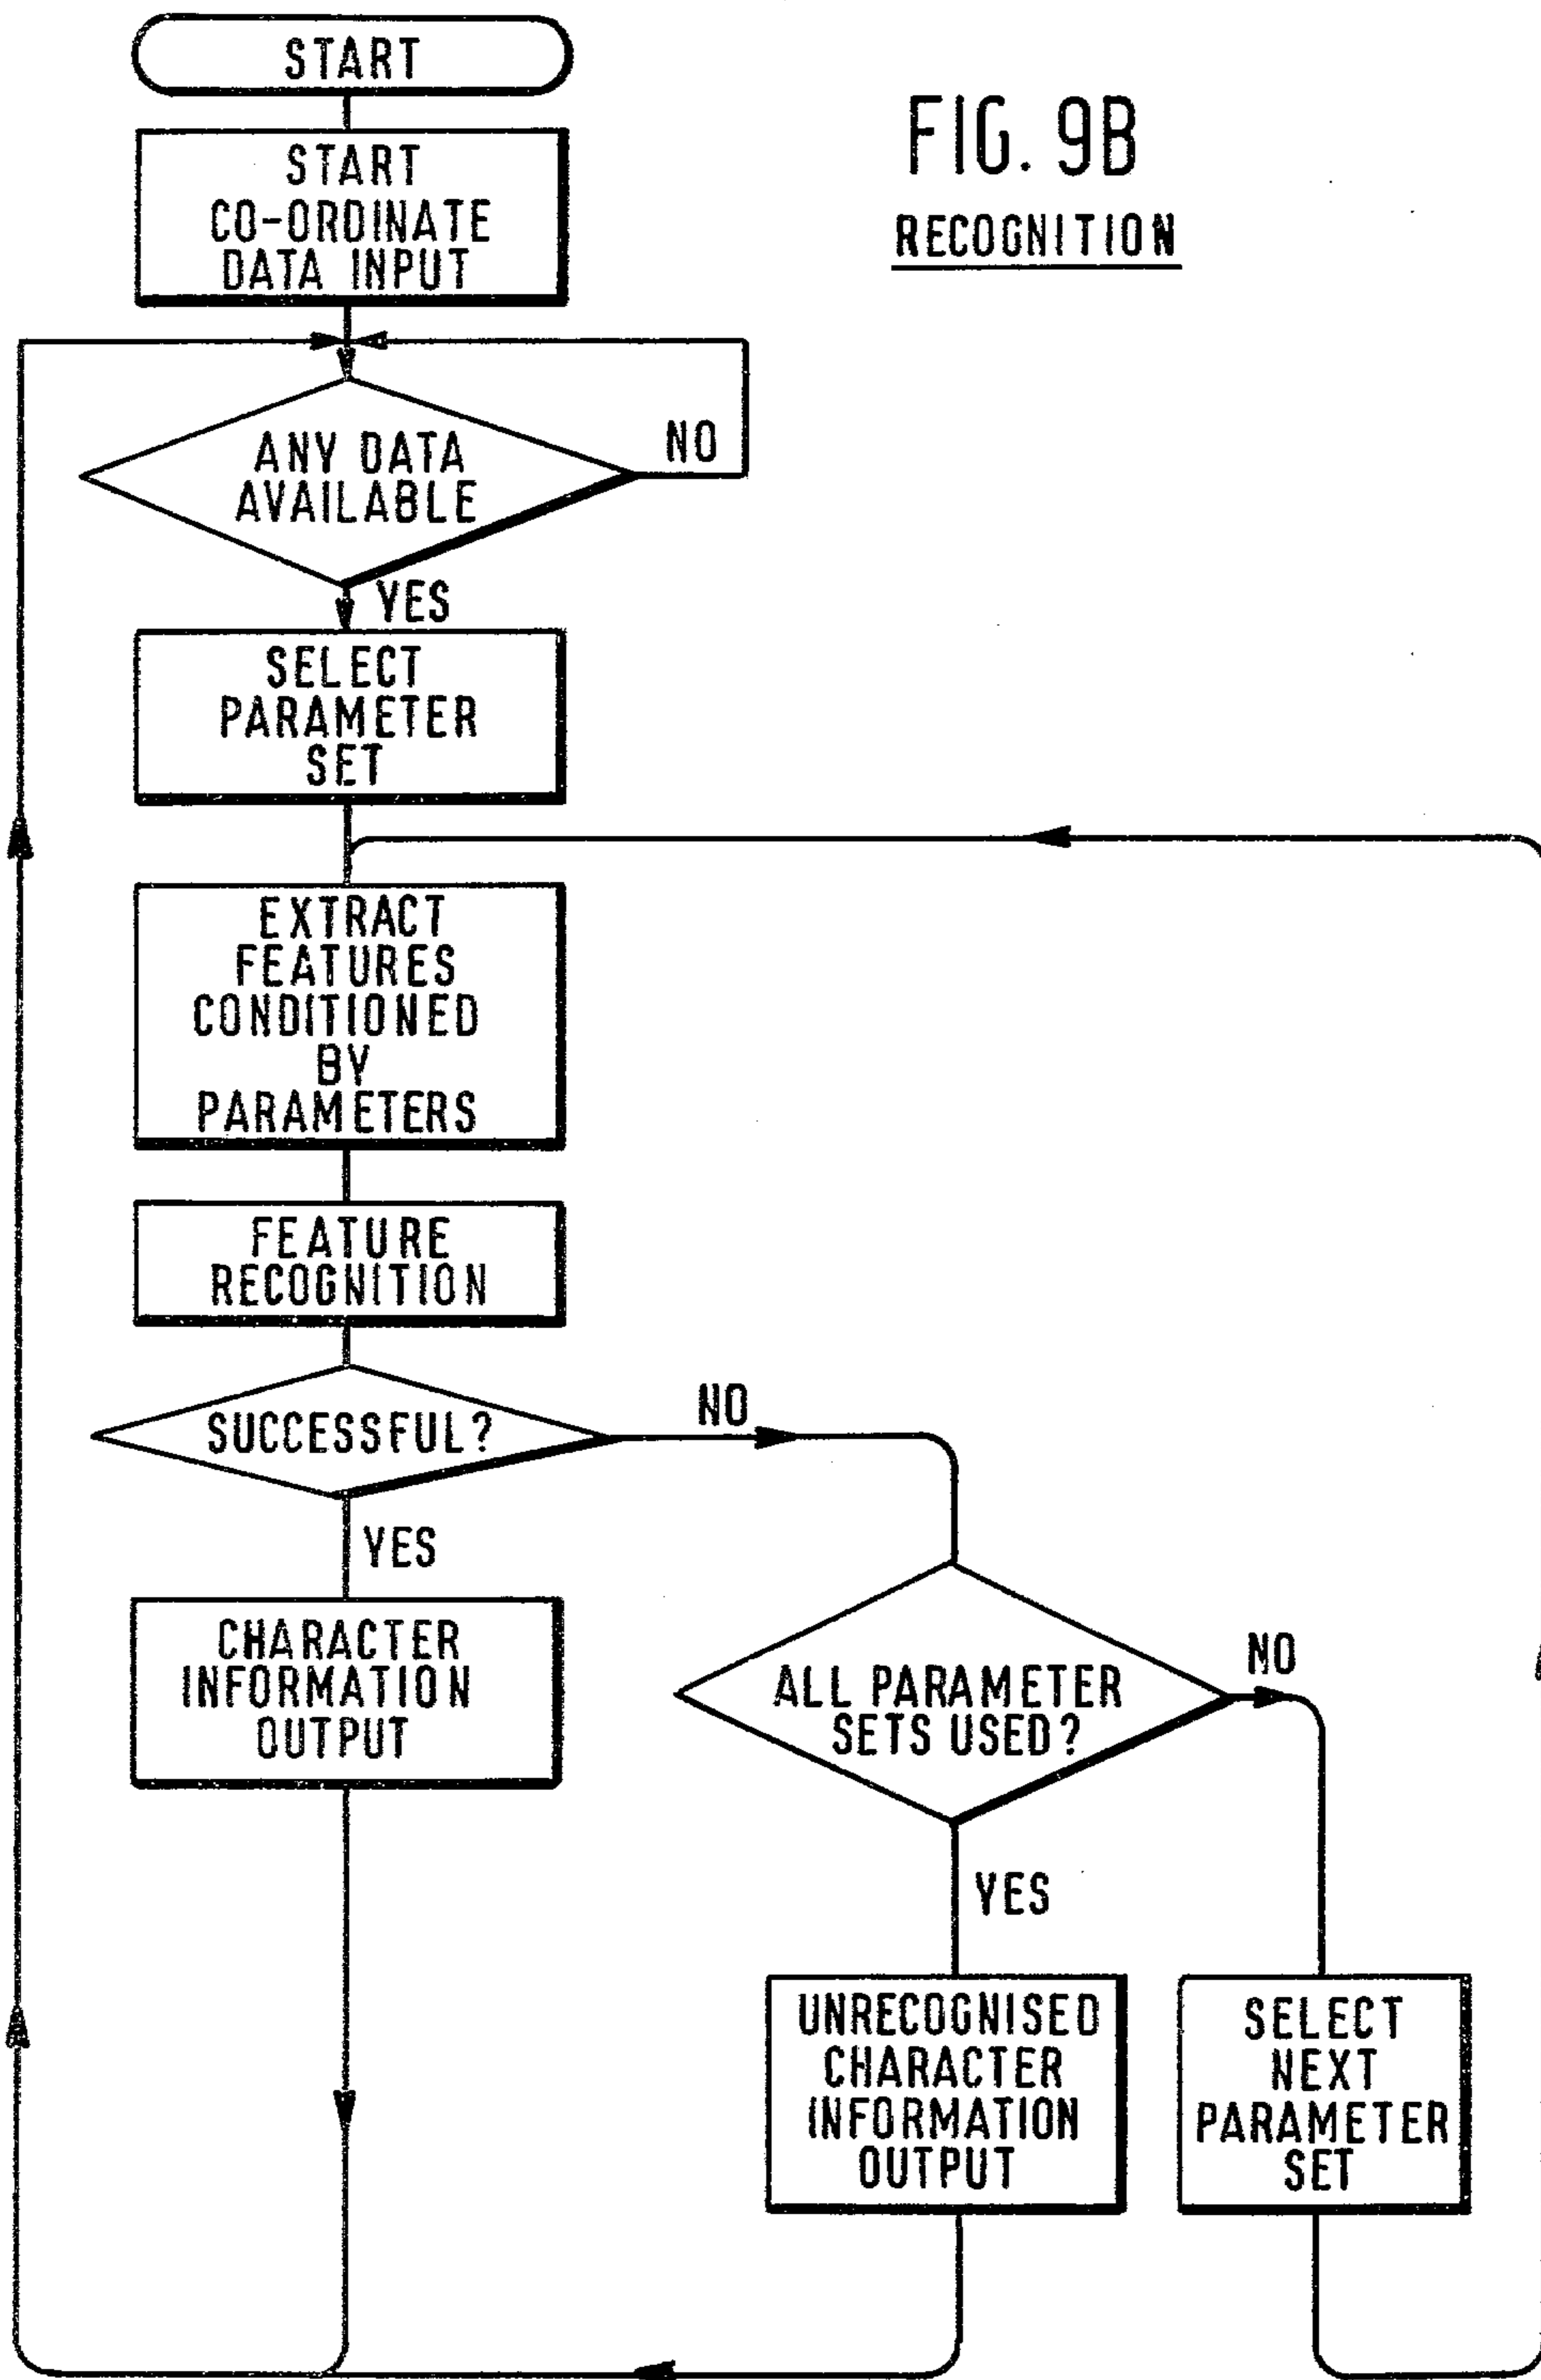 START
FIG. 9B
RECOGNITION
START
CO-ORDINATE
DATA INPUT
ANY DATA
AVAILABLE
NO
YES
SELECT
PARAMETER
SET
EXTRACT
FEATURES
CONDITIONED
BY
PARAMETERS
FEATURE
RECOGNITION
SUCCESSFUL?
NO
YES
CHARACTER
INFORMATION
OUTPUT
ALL PARAMETER
SETS USED?
NO
YES
UNRECOGNISED
CHARACTER
INFORMATION
OUTPUT
SELECT
NEXT
PARAMETER
SET